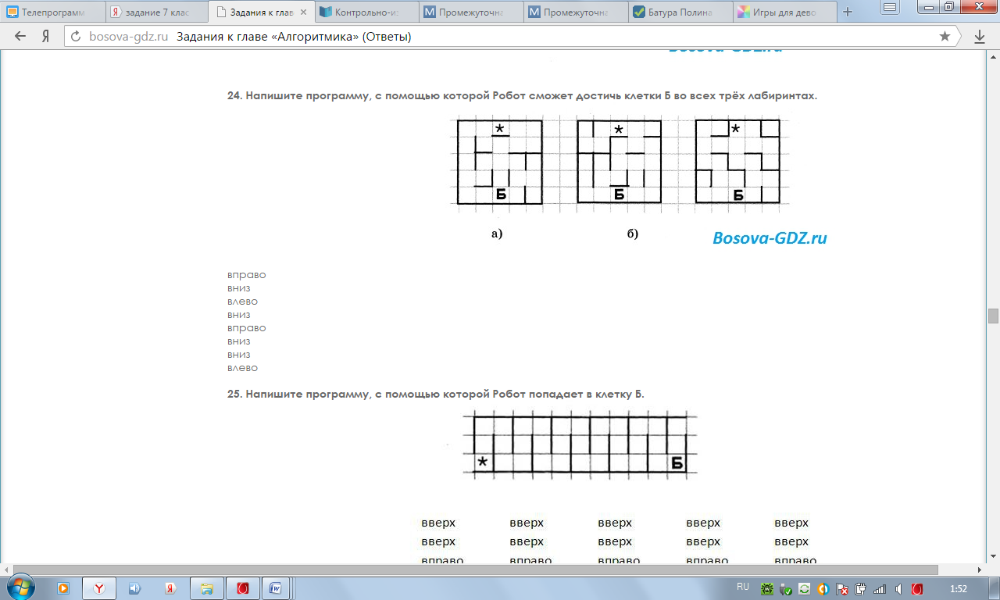 Телепрограмм
задание 7 клас
Задания к глав
Контрольно-из
Промежуточна
Промежуточна
Батура Полина
Игры для дево
bosova-gdz.ru Задания к главе «Алгоритмика» (Ответы)
24. Напишите программу, с помощью которой Робот сможет достичь клетки Б во всех трёх лабиринтах.
* * *
Б Б Б
а) б)
Bosova-GDZ.ru
вправо
вниз
влево
вниз
вправо
вниз
вниз
влево
25. Напишите программу, с помощью которой Робот попадает в клетку Б.
* Б
вверх вверх вверх вверх вверх
вверх вверх вверх вверх вверх
вправо вправо вправо вправо вправо
RU 1:52